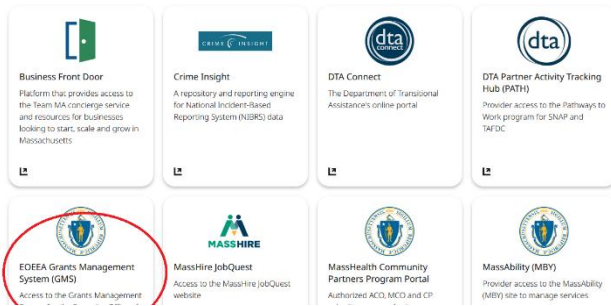 CRIME INSIGHT
dta
connect
dta
Business Front Door
Platform that provides access to
the Team MA concierge service
and resources for businesses
looking to start, scale and grow in
Massachusetts
Crime Insight
A repository and reporting engine
for National Incident-Based
Reporting System (NIBRS) data
DTA Connect
The Department of Transitional
Assistance's online portal
DTA Partner Activity Tracking
Hub (PATH)
Provider access to the Pathways to
Work program for SNAP and
TAFDC
MASSHIRE
EOEEA Grants Management
System (GMS)
Access to the Grants Management
MassHire JobQuest
Access to the MassHire JobQuest
website
MassHealth Community
Partners Program Portal
Authorized ACO, MCO and CP
MassAbility (MBY)
Provider access to the MassAbility
(MBY) site to manage services